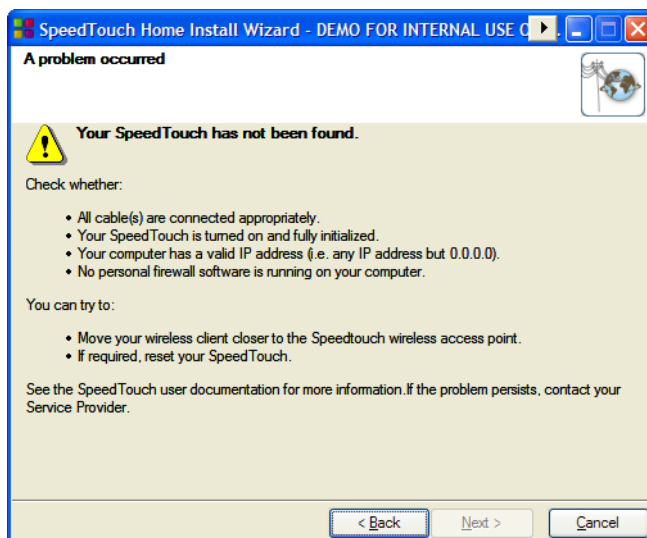 SpeedTouch Home Install Wizard - DEMO FOR INTERNAL USE
A problem occurred
Your SpeedTouch has not been found.
Check whether:
• All cable(s) are connected appropriately.
• Your SpeedTouch is turned on and fully initialized.
• Your computer has a valid IP address (i.e. any IP address but 0.0.0.0).
• No personal firewall software is running on your computer.
You can try to:
• Move your wireless client closer to the Speedtouch wireless access point.
• If required, reset your SpeedTouch.
See the SpeedTouch user documentation for more information.If the problem persists, contact your
Service Provider.
< Back Next > Cancel